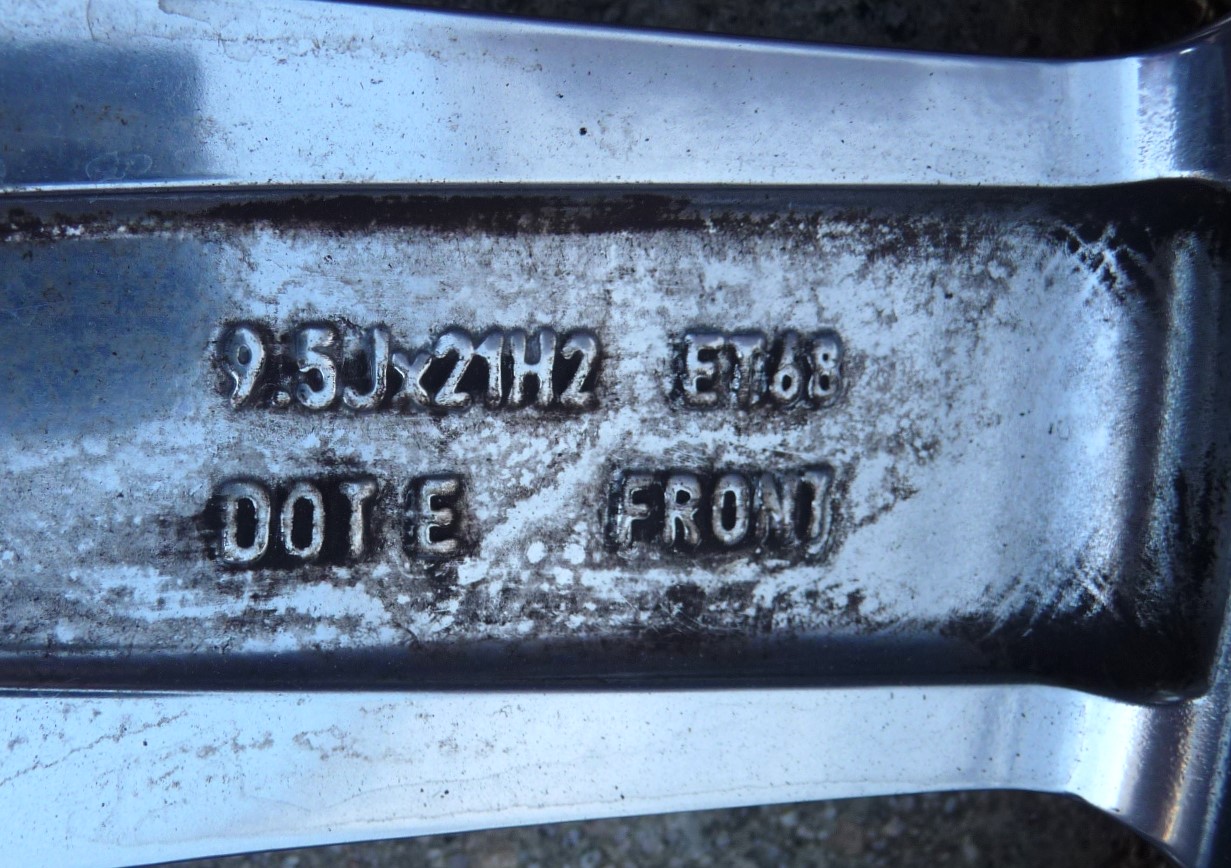 9.5Jx21H2 ET68
DOT E FRONT